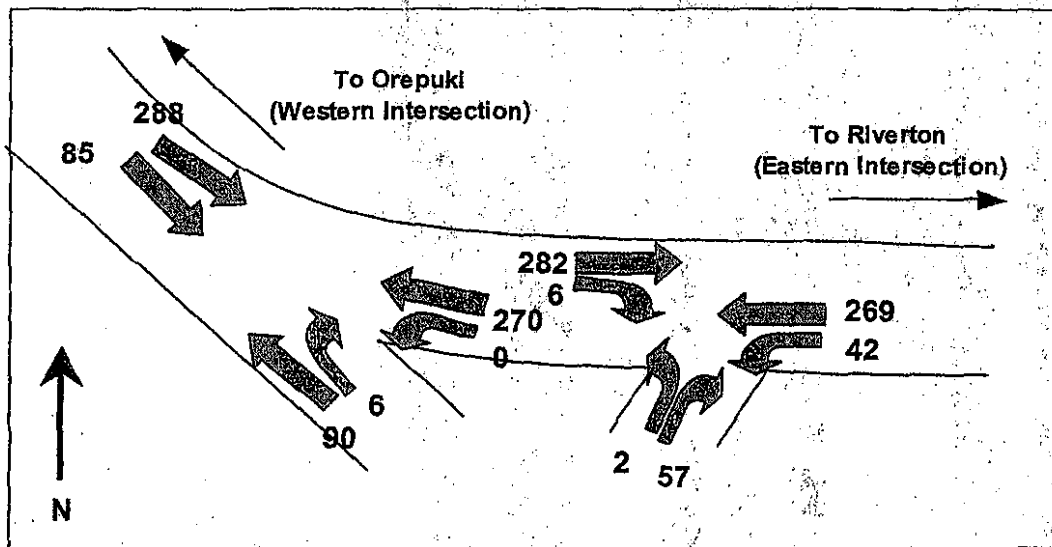 To Orepuki
(Western Intersection)
288
85
To Riverton
(Eastern Intersection)
282
6
270
0
269
42
6
90
2
57
N